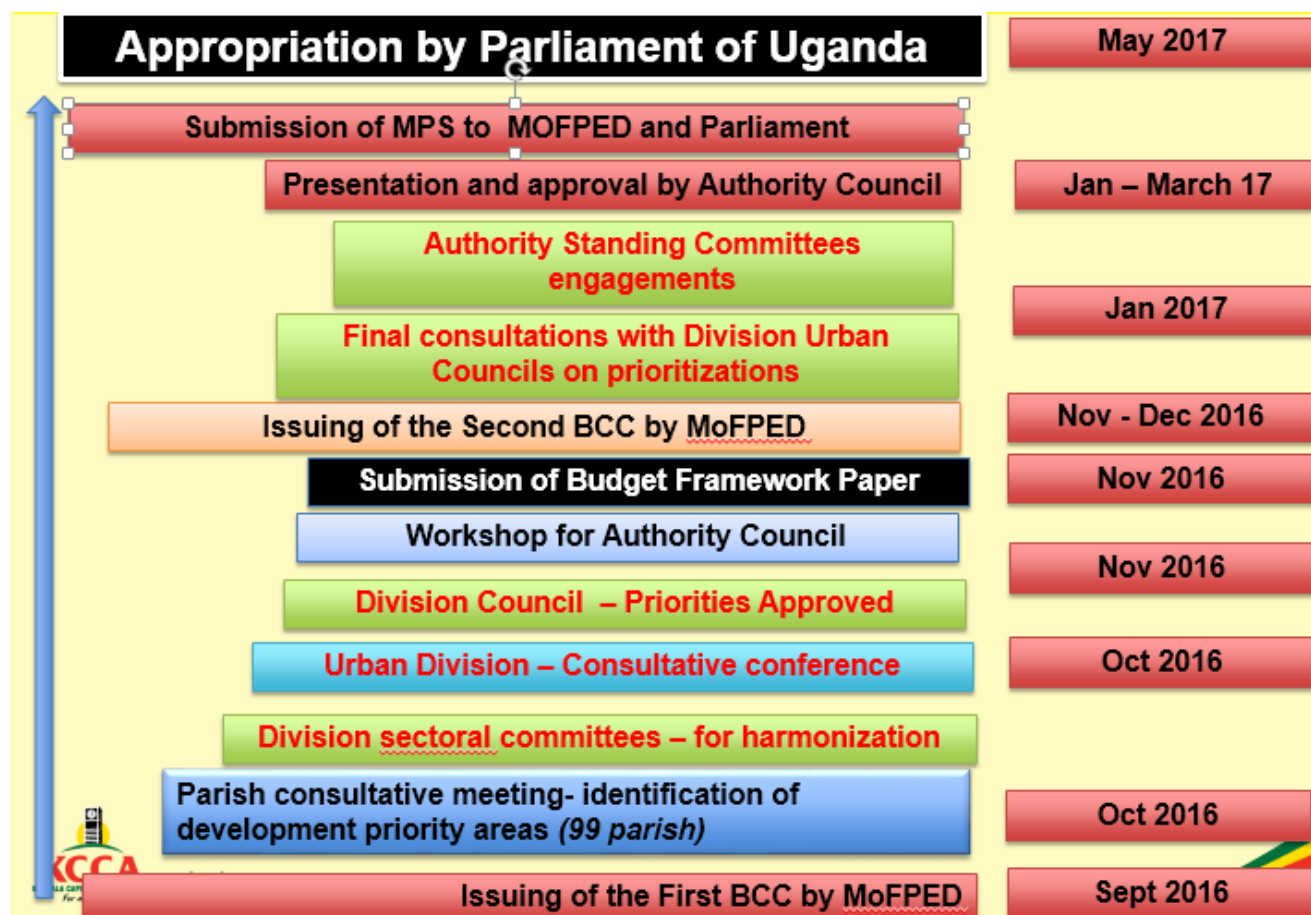 Appropriation by Parliament of Uganda
May 2017
Submission of MPS to MOFPED and Parliament
Presentation and approval by Authority Council
Jan – March 17
Authority Standing Committees
engagements
Jan 2017
Final consultations with Division Urban
Councils on prioritizations
Issuing of the Second BCC by MoFPED
Nov - Dec 2016
Submission of Budget Framework Paper
Nov 2016
Workshop for Authority Council
Nov 2016
Division Council – Priorities Approved
Urban Division – Consultative conference
Oct 2016
Division sectoral committees – for harmonization
Parish consultative meeting- identification of
development priority areas (99 parish)
Oct 2016
KCCA
Issuing of the First BCC by MoFPED
Sept 2016